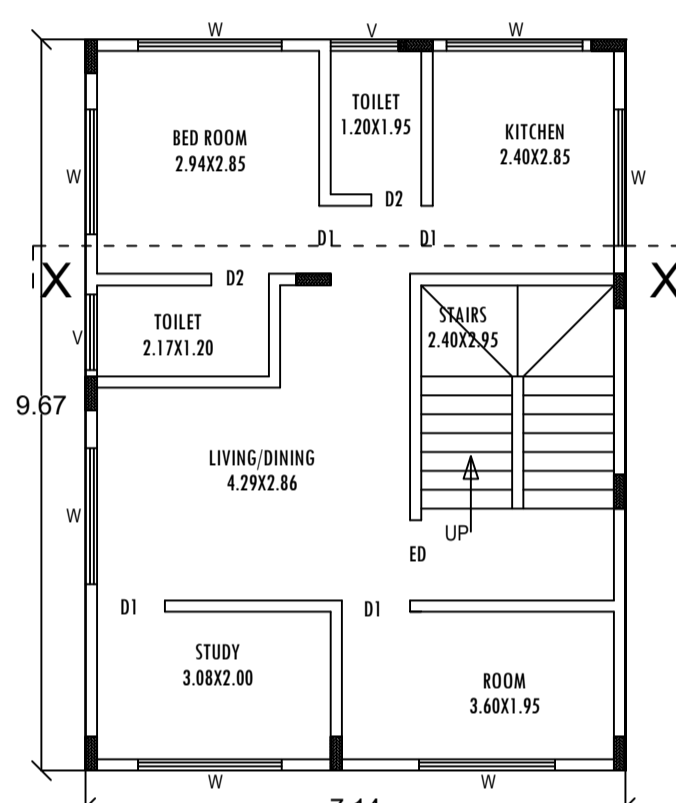 W
V
W
TOILET
1.20X1.95
BED ROOM
2.94X2.85
KITCHEN
2.40X2.85
W
W
D2
D1
D1
X
X
D2
STAIRS
2.40X2.95
TOILET
2.17X1.20
V
9.67
LIVING/DINING
4.29X2.86
W
UP
ED
D1
D1
STUDY
3.08X2.00
ROOM
3.60X1.95
W
W